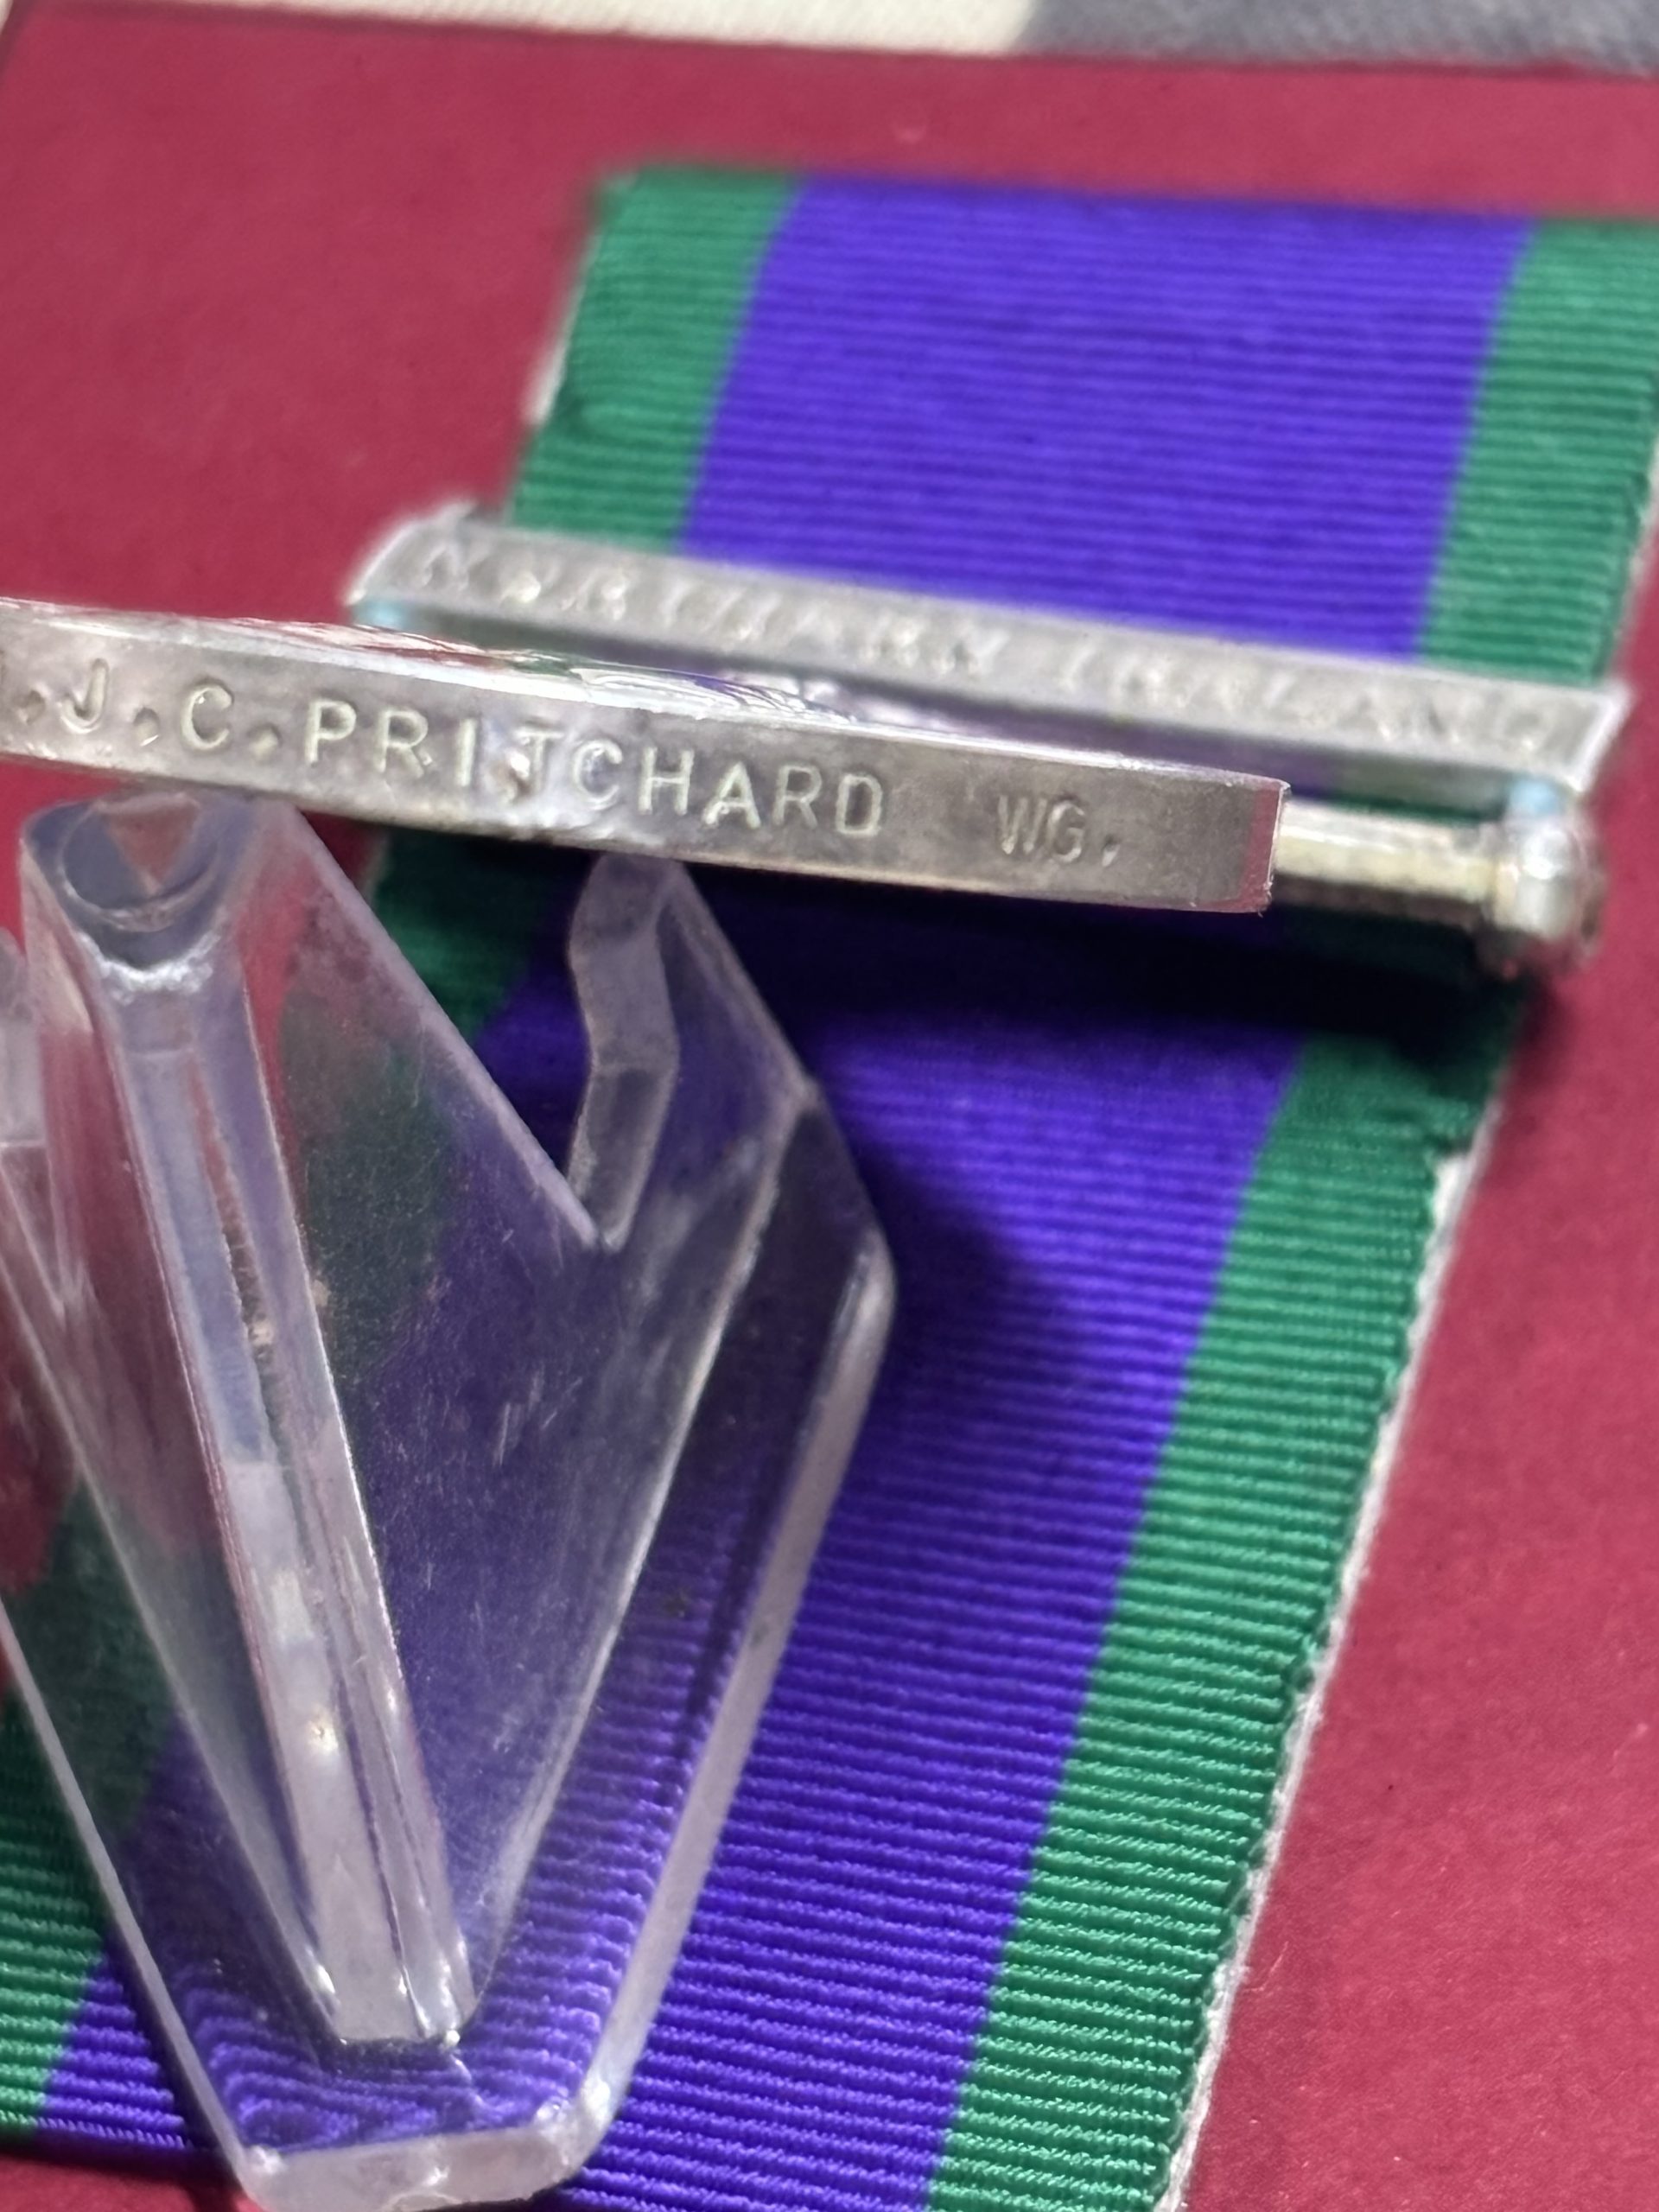 NORTHERN IRELAND
.J.C.PRITCHARD WG.